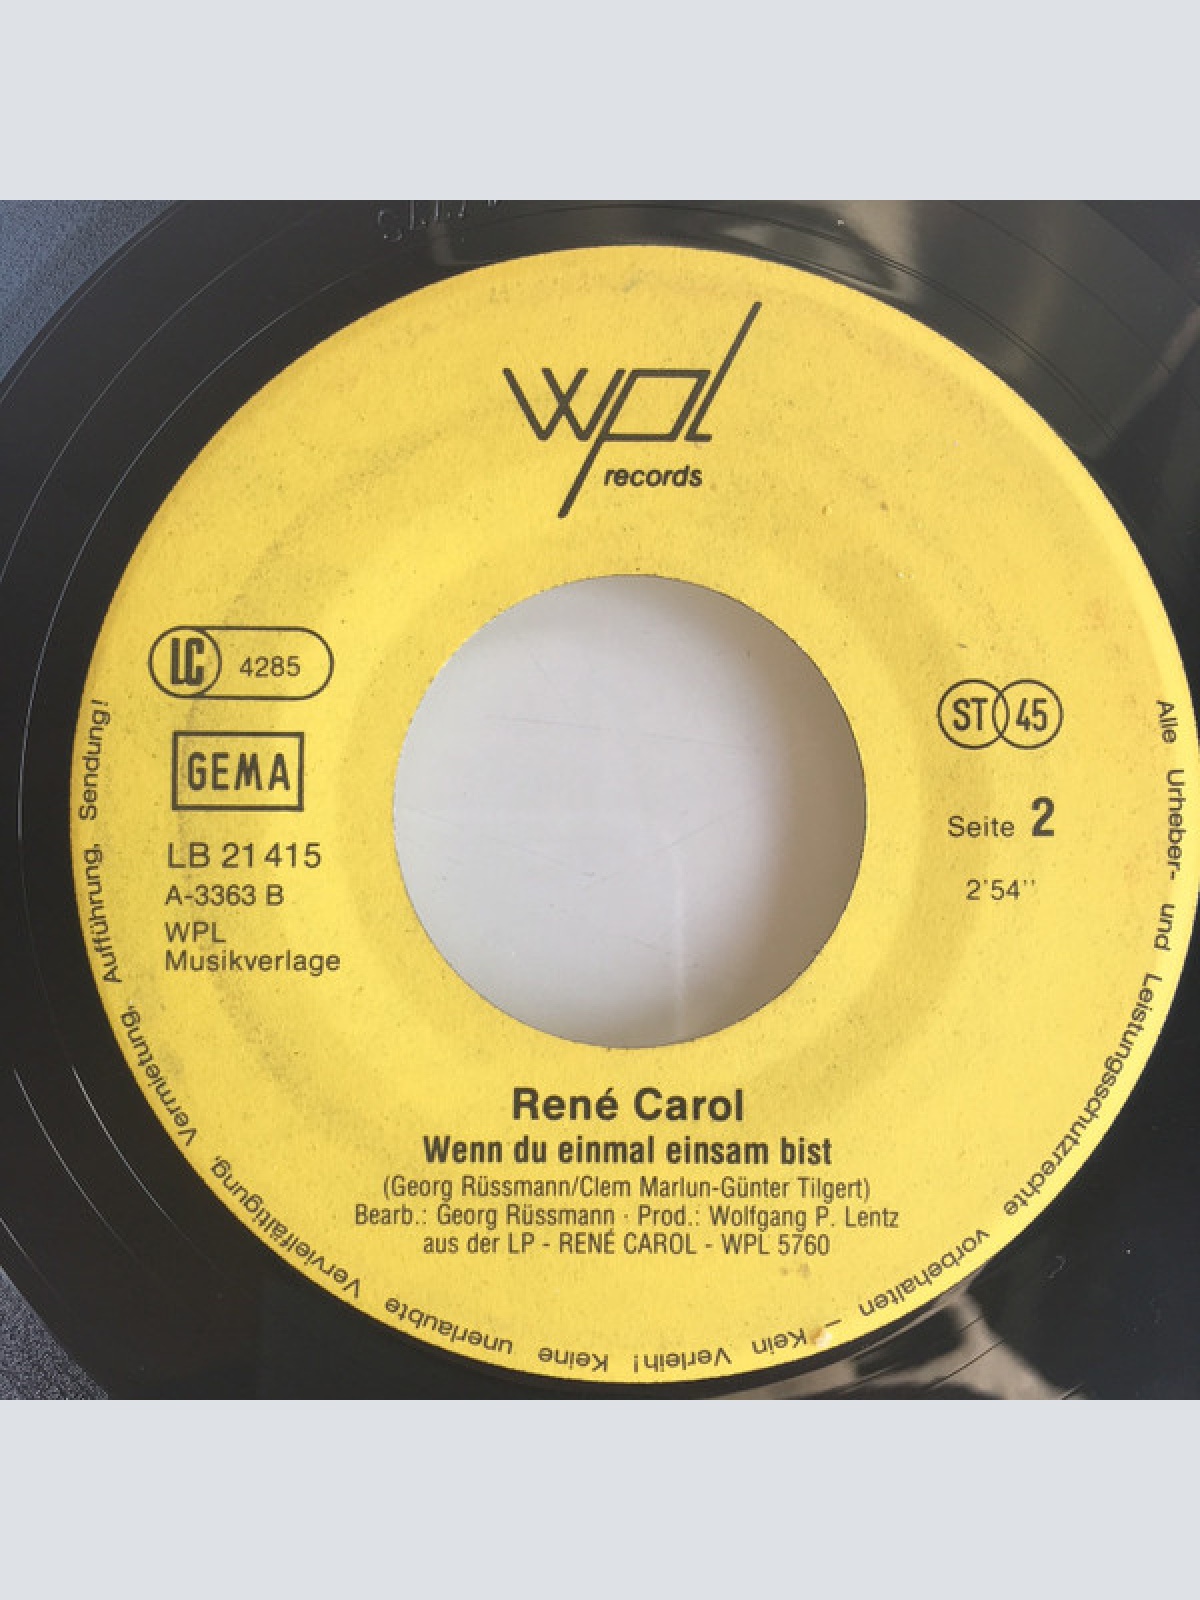 wpl
records
LC 4285
GEMA
LB 21 415
A-3363 B
WPL
Musikverlage
ST 45
Seite 2
2'54''
René Carol
Wenn du einmal einsam bist
(Georg Rüssmann/Clem Marlun-Günter Tilgert)
Bearb.: Georg Rüssmann · Prod.: Wolfgang P. Lentz
aus der LP - RENÉ CAROL - WPL 5760
Alle Urheber- und Leistungsschutzrechte vorbehalten – Kein Verleih! Keine unerlaubte Vervielfältigung, Vermietung, Aufführung, Sendung!